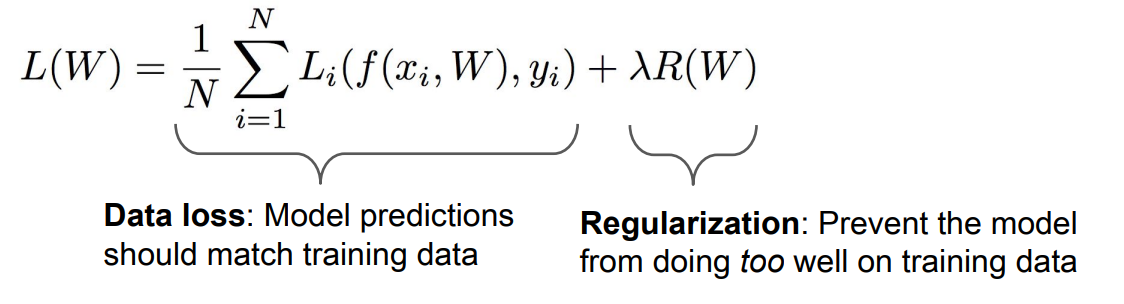 L(W) = \frac{1}{N} \sum_{i=1}^{N} L_i(f(x_i, W), y_i) + \lambda R(W)
Data loss: Model predictions
should match training data
Regularization: Prevent the model
from doing too well on training data